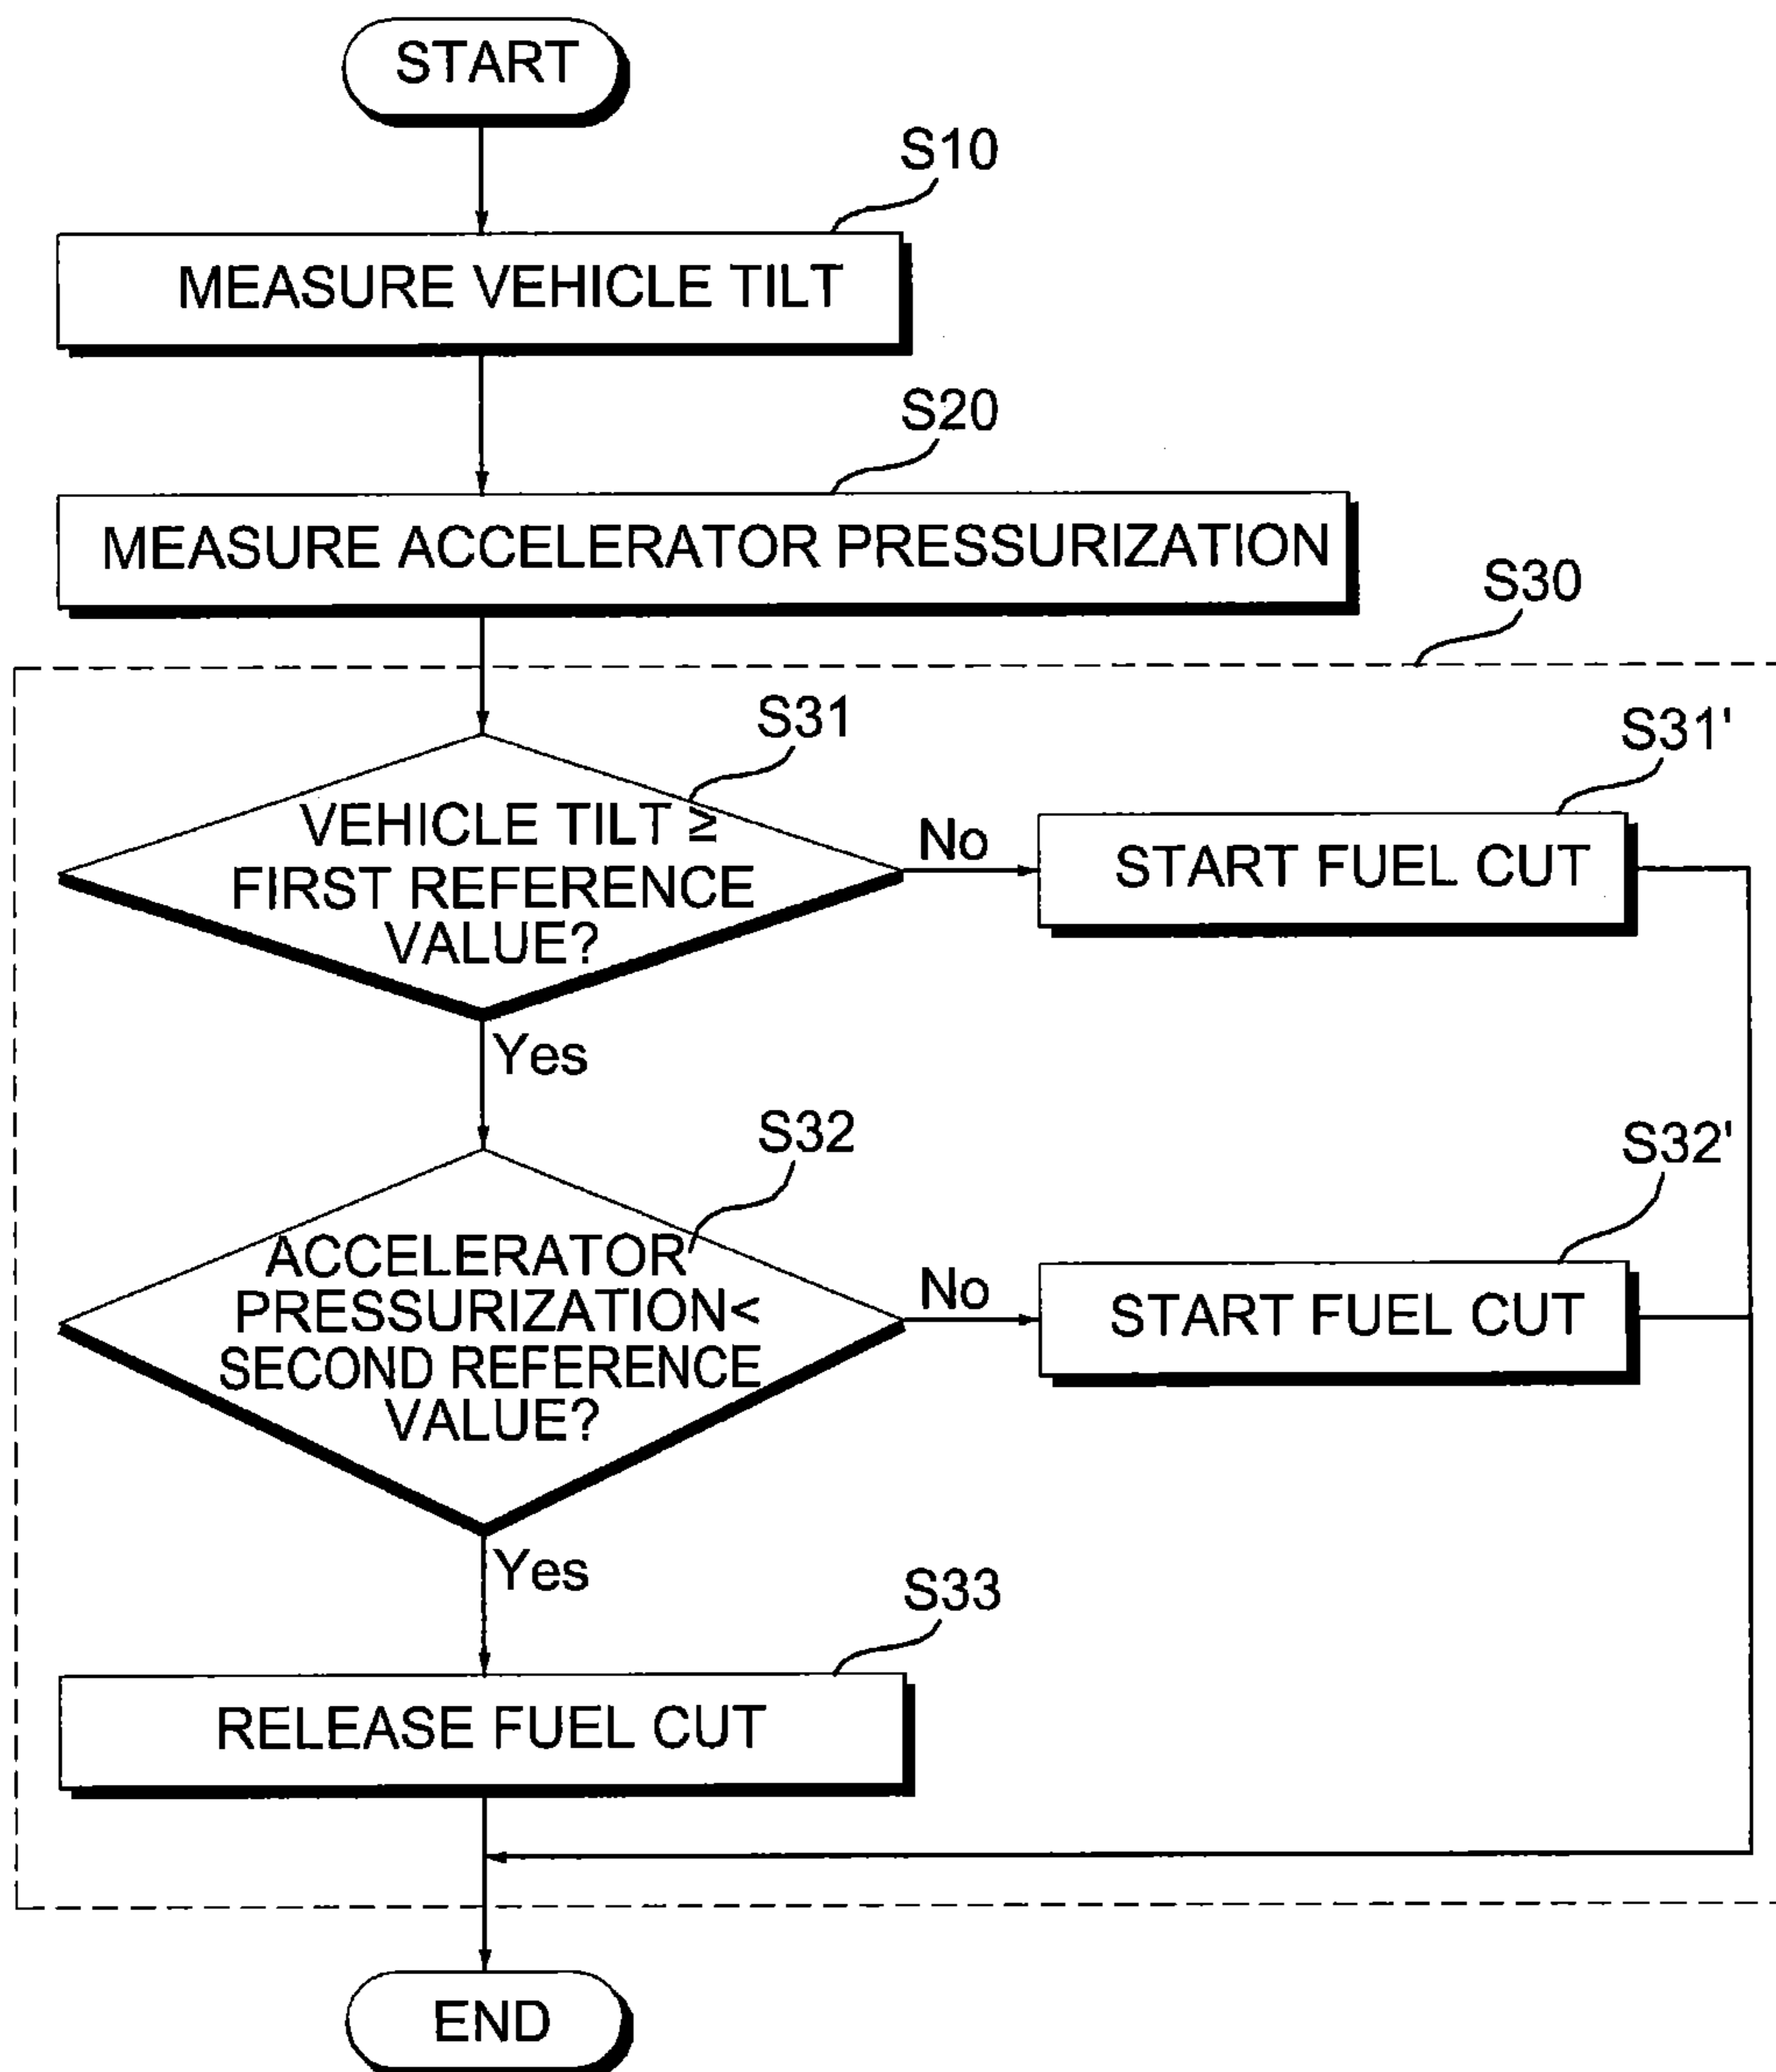 START
S10
MEASURE VEHICLE TILT
S20
MEASURE ACCELERATOR PRESSURIZATION
S30
S31
S31'
VEHICLE TILT ≥
FIRST REFERENCE
VALUE?
No
START FUEL CUT
Yes
S32
S32'
ACCELERATOR
PRESSURIZATION<
SECOND REFERENCE
VALUE?
No
START FUEL CUT
Yes
S33
RELEASE FUEL CUT
END